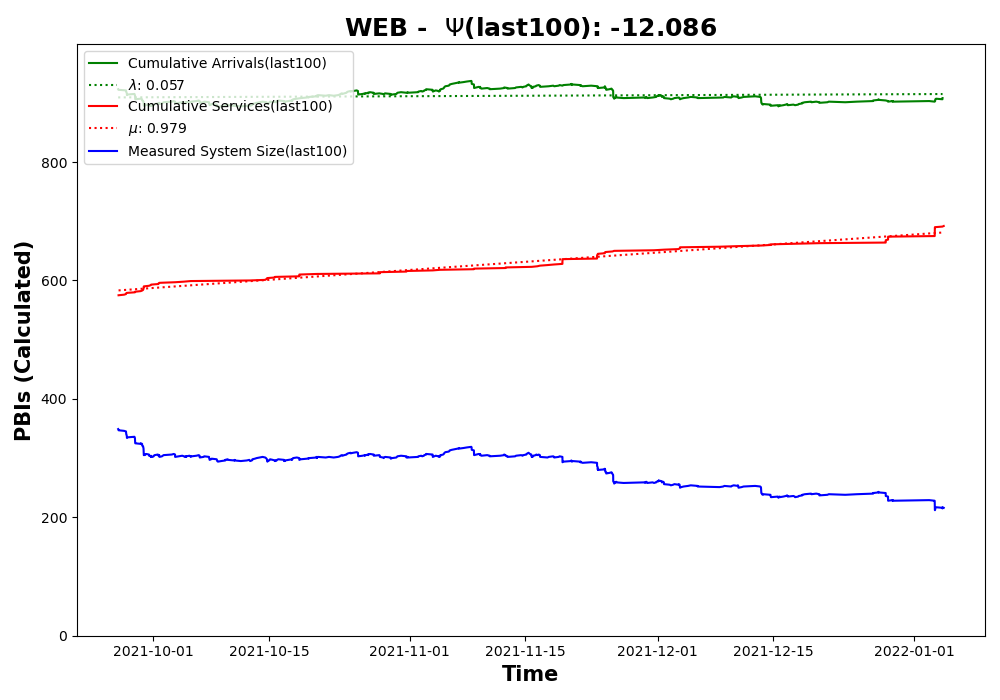 WEB - Ψ(last100): -12.086
Cumulative Arrivals(last100)
λ: 0.057
Cumulative Services(last100)
μ: 0.979
Measured System Size(last100)
PBIs (Calculated)
800
600
400
200
0
2021-10-01 2021-10-15 2021-11-01 2021-11-15 2021-12-01 2021-12-15 2022-01-01
Time